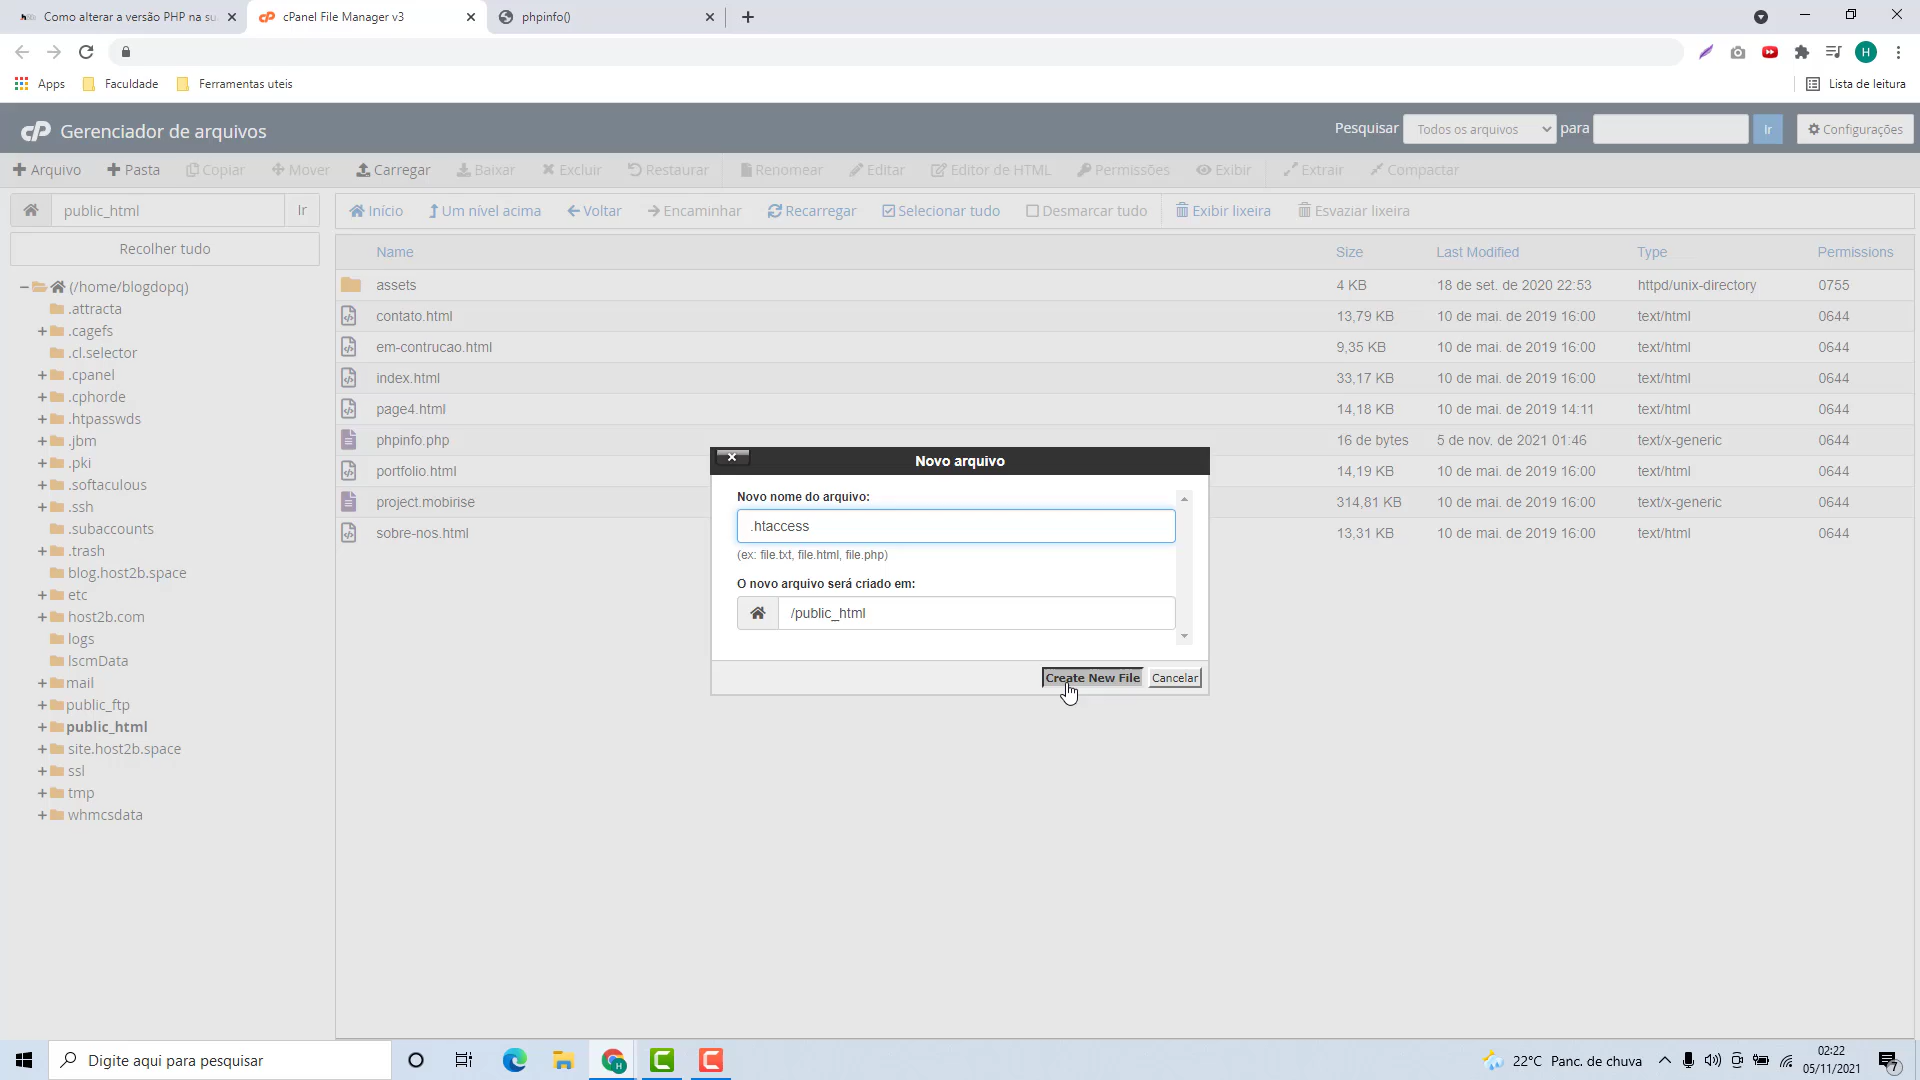 Como alterar a versão PHP na su
cPanel File Manager v3
phpinfo()
H
Apps
Faculdade
Ferramentas uteis
Lista de leitura
cP Gerenciador de arquivos
Pesquisar
Todos os arquivos
para
Ir
Configurações
Arquivo
Pasta
Copiar
Mover
Carregar
Baixar
Excluir
Restaurar
Renomear
Editar
Editor de HTML
Permissões
Exibir
Extrair
Compactar
public_html
Ir
Início
Um nível acima
Voltar
Encaminhar
Recarregar
Selecionar tudo
Desmarcar tudo
Exibir lixeira
Esvaziar lixeira
Recolher tudo
(/home/blogdopq)
.attracta
.cagefs
.cl.selector
.cpanel
.cphorde
.htpasswds
.jbm
.pki
.softaculous
.ssh
.subaccounts
.trash
blog.host2b.space
etc
host2b.com
logs
lscmData
mail
public_ftp
public_html
site.host2b.space
ssl
tmp
whmcsdata
Name Size Last Modified Type Permissions
assets 4 KB 18 de set. de 2020 22:53 httpd/unix-directory 0755
contato.html 13,79 KB 10 de mai. de 2019 16:00 text/html 0644
em-contrucao.html 9,35 KB 10 de mai. de 2019 16:00 text/html 0644
index.html 33,17 KB 10 de mai. de 2019 16:00 text/html 0644
page4.html 14,18 KB 10 de mai. de 2019 14:11 text/html 0644
phpinfo.php 16 de bytes 5 de nov. de 2021 01:46 text/x-generic 0644
portfolio.html 14,19 KB 10 de mai. de 2019 16:00 text/html 0644
project.mobirise 314,81 KB 10 de mai. de 2019 16:00 text/x-generic 0644
sobre-nos.html 13,31 KB 10 de mai. de 2019 16:00 text/html 0644
Novo arquivo
Novo nome do arquivo:
.htaccess
(ex: file.txt, file.html, file.php)
O novo arquivo será criado em:
/public_html
Create New File
Cancelar
Digite aqui para pesquisar
22°C Panc. de chuva
02:22
05/11/2021
7